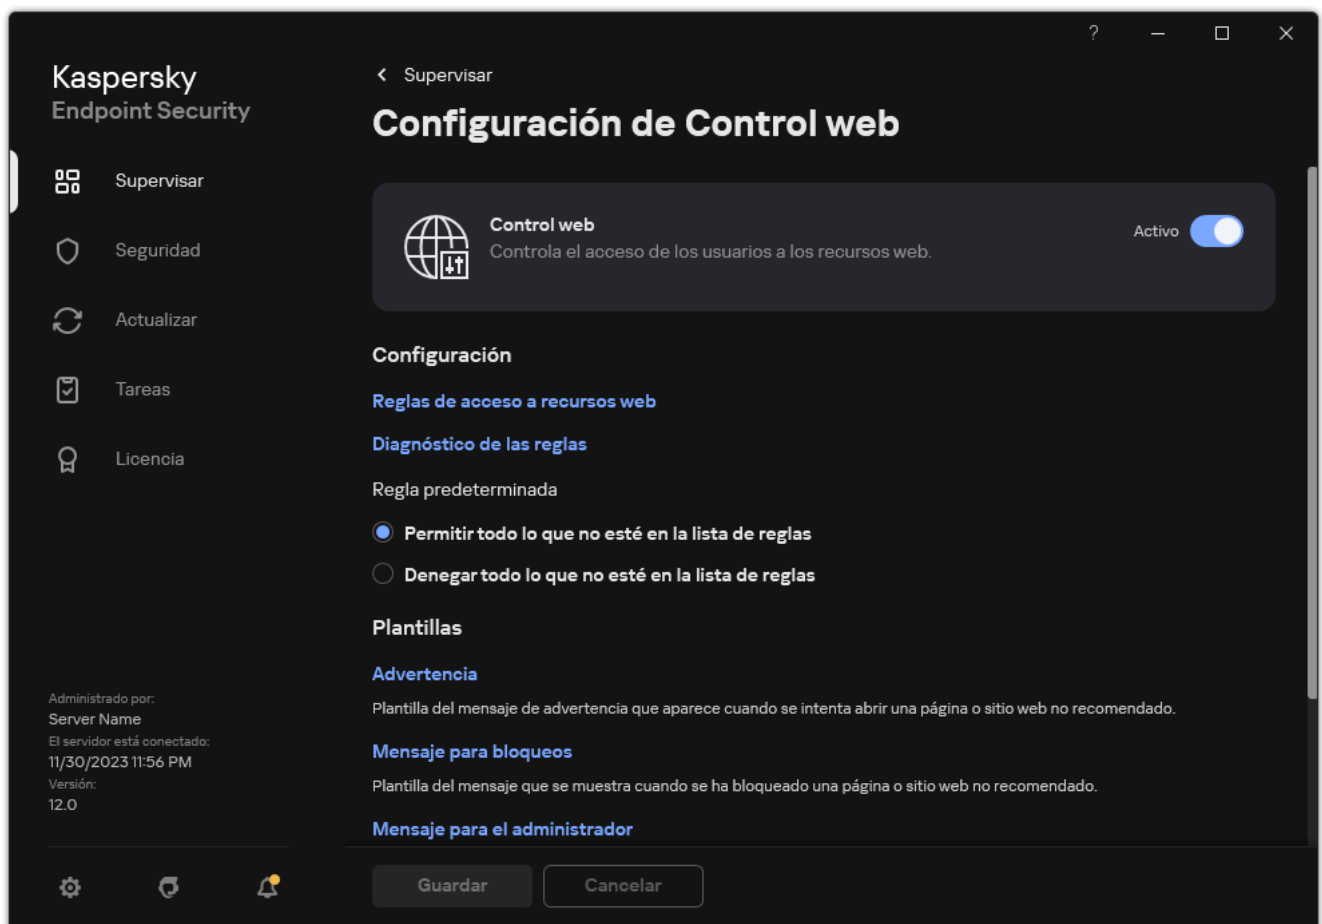 ?
Kaspersky
Endpoint Security
Supervisar
Seguridad
Actualizar
Tareas
Licencia
Administrado por:
Server Name
El servidor está conectado:
11/30/2023 11:56 PM
Versión:
12.0
Supervisar
Configuración de Control web
Control web
Controla el acceso de los usuarios a los recursos web.
Activo
Configuración
Reglas de acceso a recursos web
Diagnóstico de las reglas
Regla predeterminada
Permitir todo lo que no esté en la lista de reglas
Denegar todo lo que no esté en la lista de reglas
Plantillas
Advertencia
Plantilla del mensaje de advertencia que aparece cuando se intenta abrir una página o sitio web no recomendado.
Mensaje para bloqueos
Plantilla del mensaje que se muestra cuando se ha bloqueado una página o sitio web no recomendado.
Mensaje para el administrador
Guardar
Cancelar